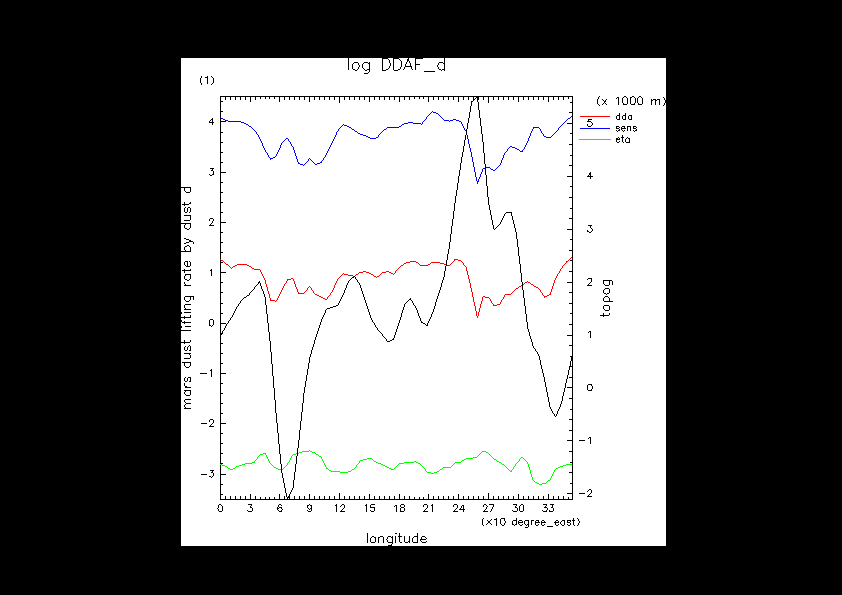 log DDAF_d
(1)
(x 1000 m)
dda
sens
eta
4
3
2
1
0
−1
−2
−3
mars dust lifting rate by dust d
5
4
3
2
1
0
−1
−2
topog
0 3 6 9 12 15 18 21 24 27 30 33
(×10 degree_east)
longitude